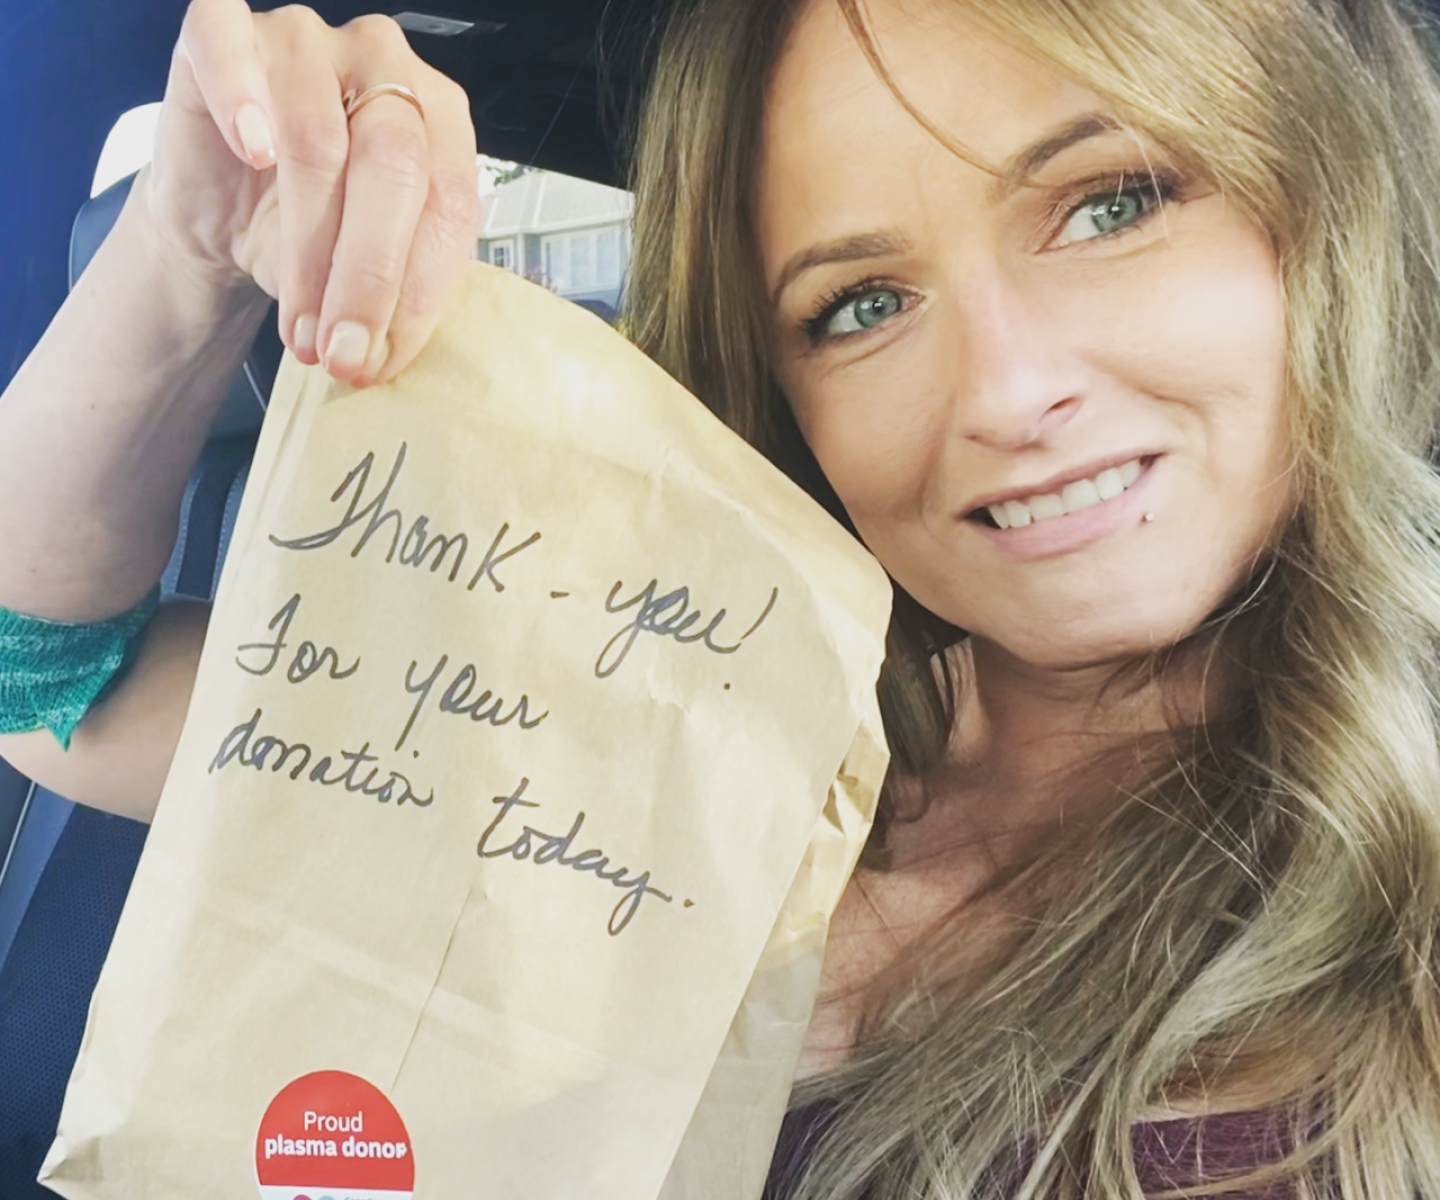 Thank-you!
For your
donation today.
Proud
plasma donor